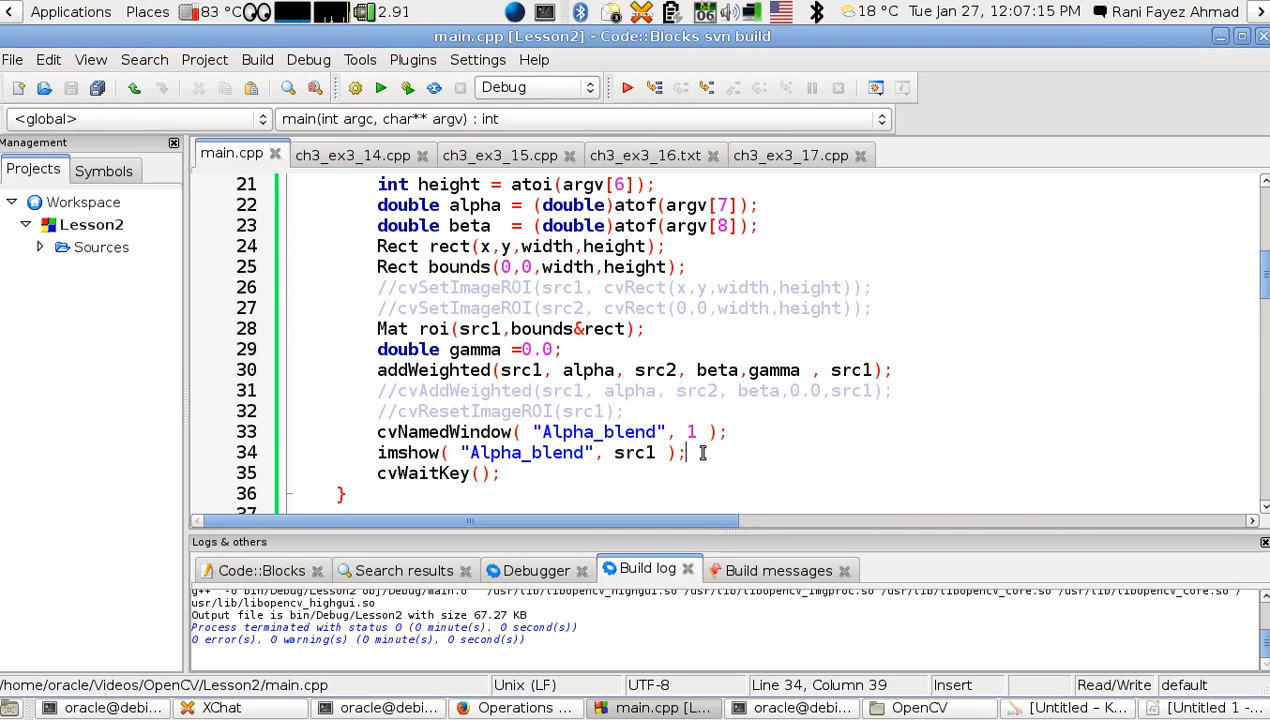 Applications Places 83 °C 2.91 18 °C Tue Jan 27, 12:07:15 PM Rani Fayez Ahmad
main.cpp [Lesson2] - Code::Blocks svn build
File Edit View Search Project Build Debug Tools Plugins Settings Help
Debug
<global> main(int argc, char** argv) : int
Management
main.cpp ch3_ex3_14.cpp ch3_ex3_15.cpp ch3_ex3_16.txt ch3_ex3_17.cpp
Projects Symbols
Workspace
Lesson2
Sources
21 int height = atoi(argv[6]);
22 double alpha = (double)atof(argv[7]);
23 double beta  = (double)atof(argv[8]);
24 Rect rect(x,y,width,height);
25 Rect bounds(0,0,width,height);
26 //cvSetImageROI(src1, cvRect(x,y,width,height));
27 //cvSetImageROI(src2, cvRect(0,0,width,height));
28 Mat roi(src1,bounds&rect);
29 double gamma =0.0;
30 addWeighted(src1, alpha, src2, beta,gamma , src1);
31 //cvAddWeighted(src1, alpha, src2, beta,0.0,src1);
32 //cvResetImageROI(src1);
33 cvNamedWindow( "Alpha_blend", 1 );
34 imshow( "Alpha_blend", src1 );
35 cvWaitKey();
36 }
Logs & others
Code::Blocks Search results Debugger Build log Build messages
g++ -o bin/Debug/Lesson2 obj/Debug/main.o /usr/lib/libopencv_highgui.so /usr/lib/libopencv_imgproc.so /usr/lib/libopencv_core.so /
usr/lib/libopencv_highgui.so
Output file is bin/Debug/Lesson2 with size 67.27 KB
Process terminated with status 0 (0 minute(s), 0 second(s))
0 error(s), 0 warning(s) (0 minute(s), 0 second(s))
/home/oracle/Videos/OpenCV/Lesson2/main.cpp Unix (LF) UTF-8 Line 34, Column 39 Insert Read/Write default
oracle@debi... XChat oracle@debi... Operations ... main.cpp [L... oracle@debi... OpenCV [Untitled – K... [Untitled 1 -...